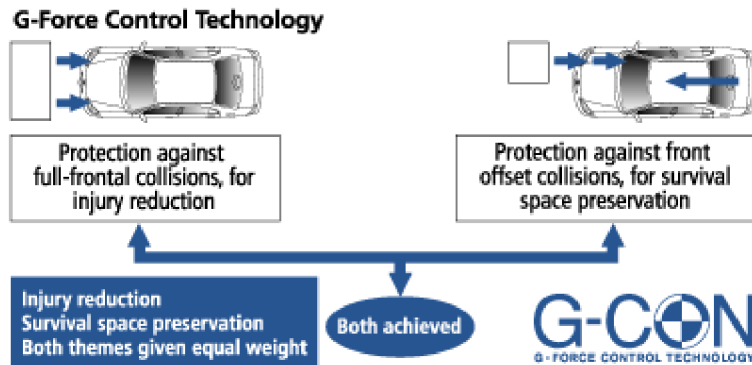 G-Force Control Technology
Protection against
full-frontal collisions, for
injury reduction
Protection against front
offset collisions, for survival
space preservation
Injury reduction
Survival space preservation
Both themes given equal weight
Both achieved
G-CON
G-FORCE CONTROL TECHNOLOGY